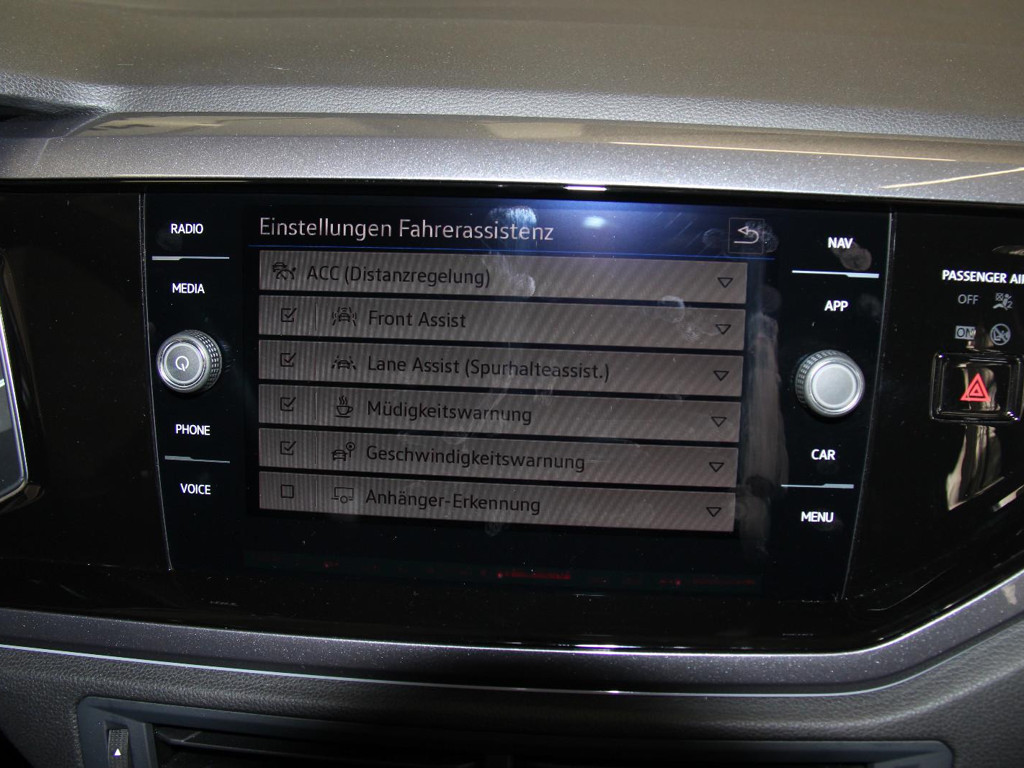 RADIO
MEDIA
PHONE
VOICE
Einstellungen Fahrerassistenz
ACC (Distanzregelung)
Front Assist
Lane Assist (Spurhalteassist.)
Müdigkeitswarnung
Geschwindigkeitswarnung
Anhänger-Erkennung
NAV
APP
CAR
MENU
PASSENGER AI
OFF
ON